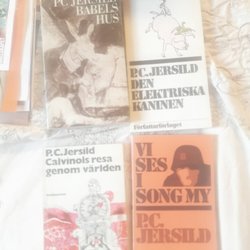 P.C. JERSILD
BABELS
HUS
P.C. JERSILD
DEN
ELEKTRISKA
KANINEN
Författarförlaget
P.C. Jersild
Calvinols resa
genom världen
VI
SES
I
SONG MY
P.C.
JERSILD